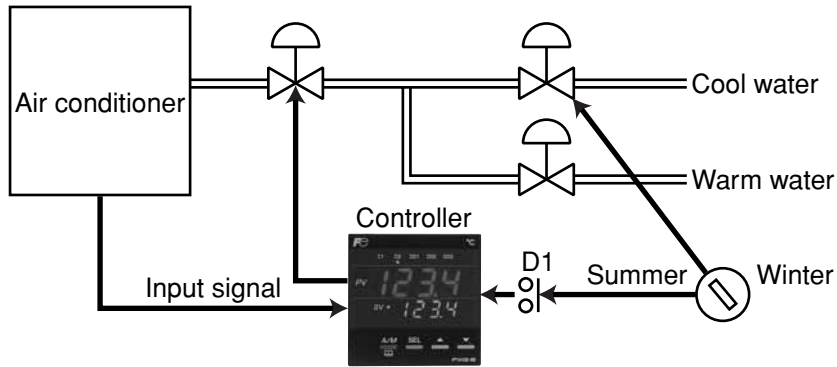 Air conditioner
Cool water
Warm water
Controller
°C
PV 123.4
SV 123.4
A/M SEL
Input signal
D1
Summer
Winter